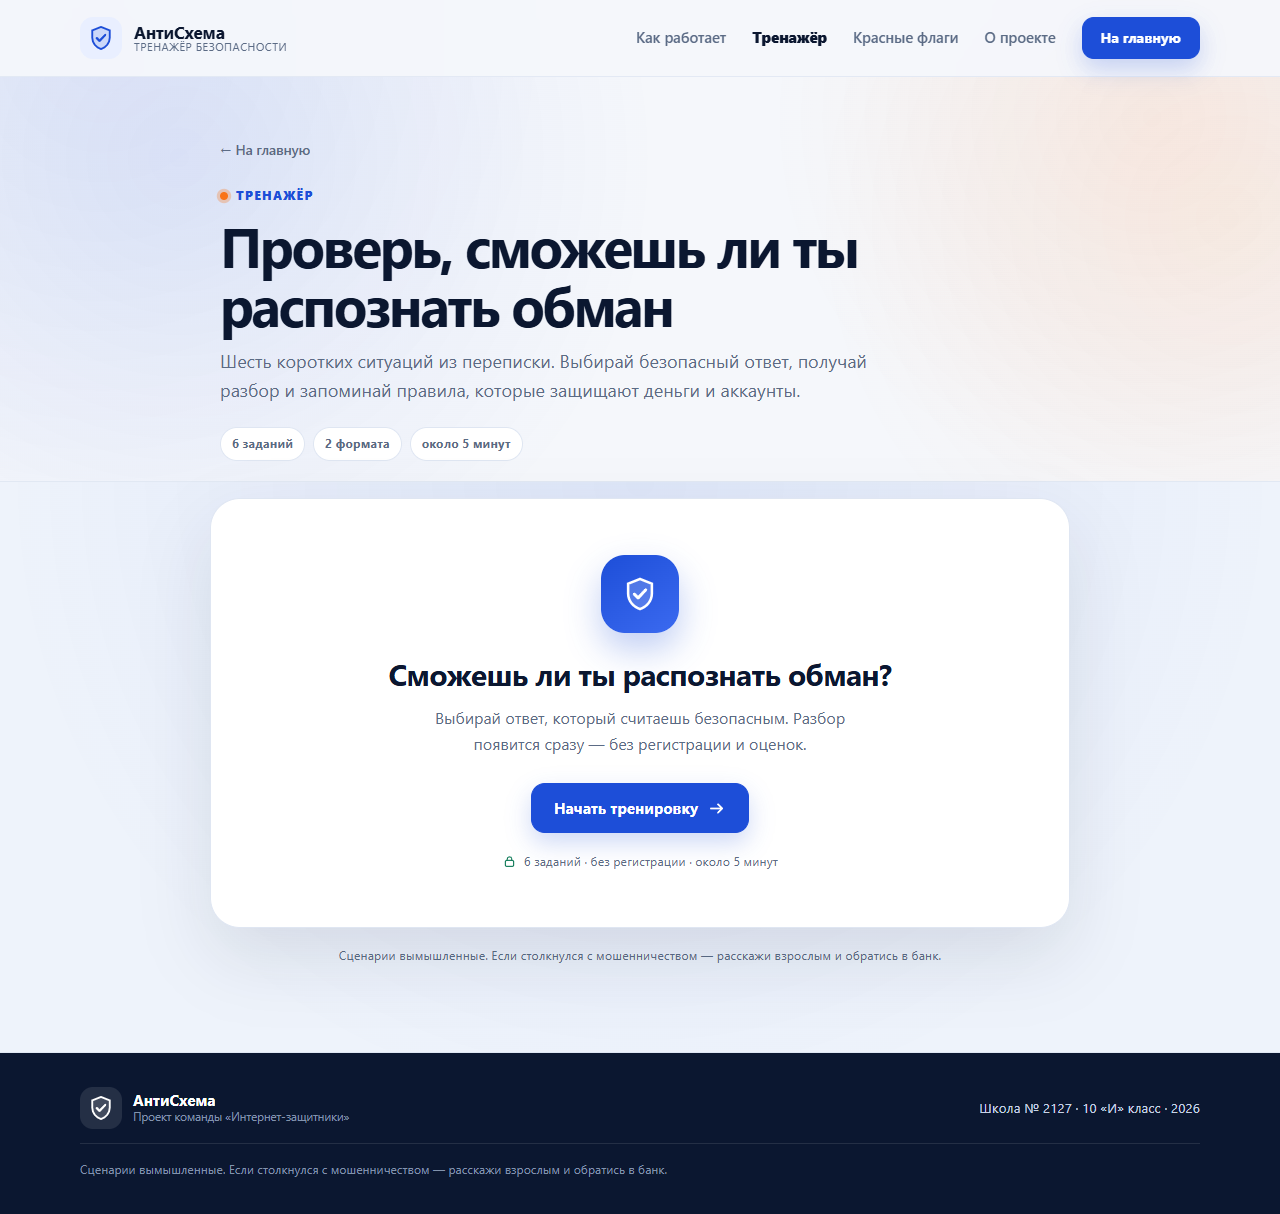 АнтиСхема
ТРЕНАЖЁР БЕЗОПАСНОСТИ
Как работает
Тренажёр
Красные флаги
О проекте
На главную
← На главную
ТРЕНАЖЁР
Проверь, сможешь ли ты
распознать обман
Шесть коротких ситуаций из переписки. Выбирай безопасный ответ, получай
разбор и запоминай правила, которые защищают деньги и аккаунты.
6 заданий
2 формата
около 5 минут
Сможешь ли ты распознать обман?
Выбирай ответ, который считаешь безопасным. Разбор
появится сразу — без регистрации и оценок.
Начать тренировку →
6 заданий · без регистрации · около 5 минут
Сценарии вымышленные. Если столкнулся с мошенничеством — расскажи взрослым и обратись в банк.
АнтиСхема
Проект команды «Интернет-защитники»
Школа № 2127 · 10 «И» класс · 2026
Сценарии вымышленные. Если столкнулся с мошенничеством — расскажи взрослым и обратись в банк.